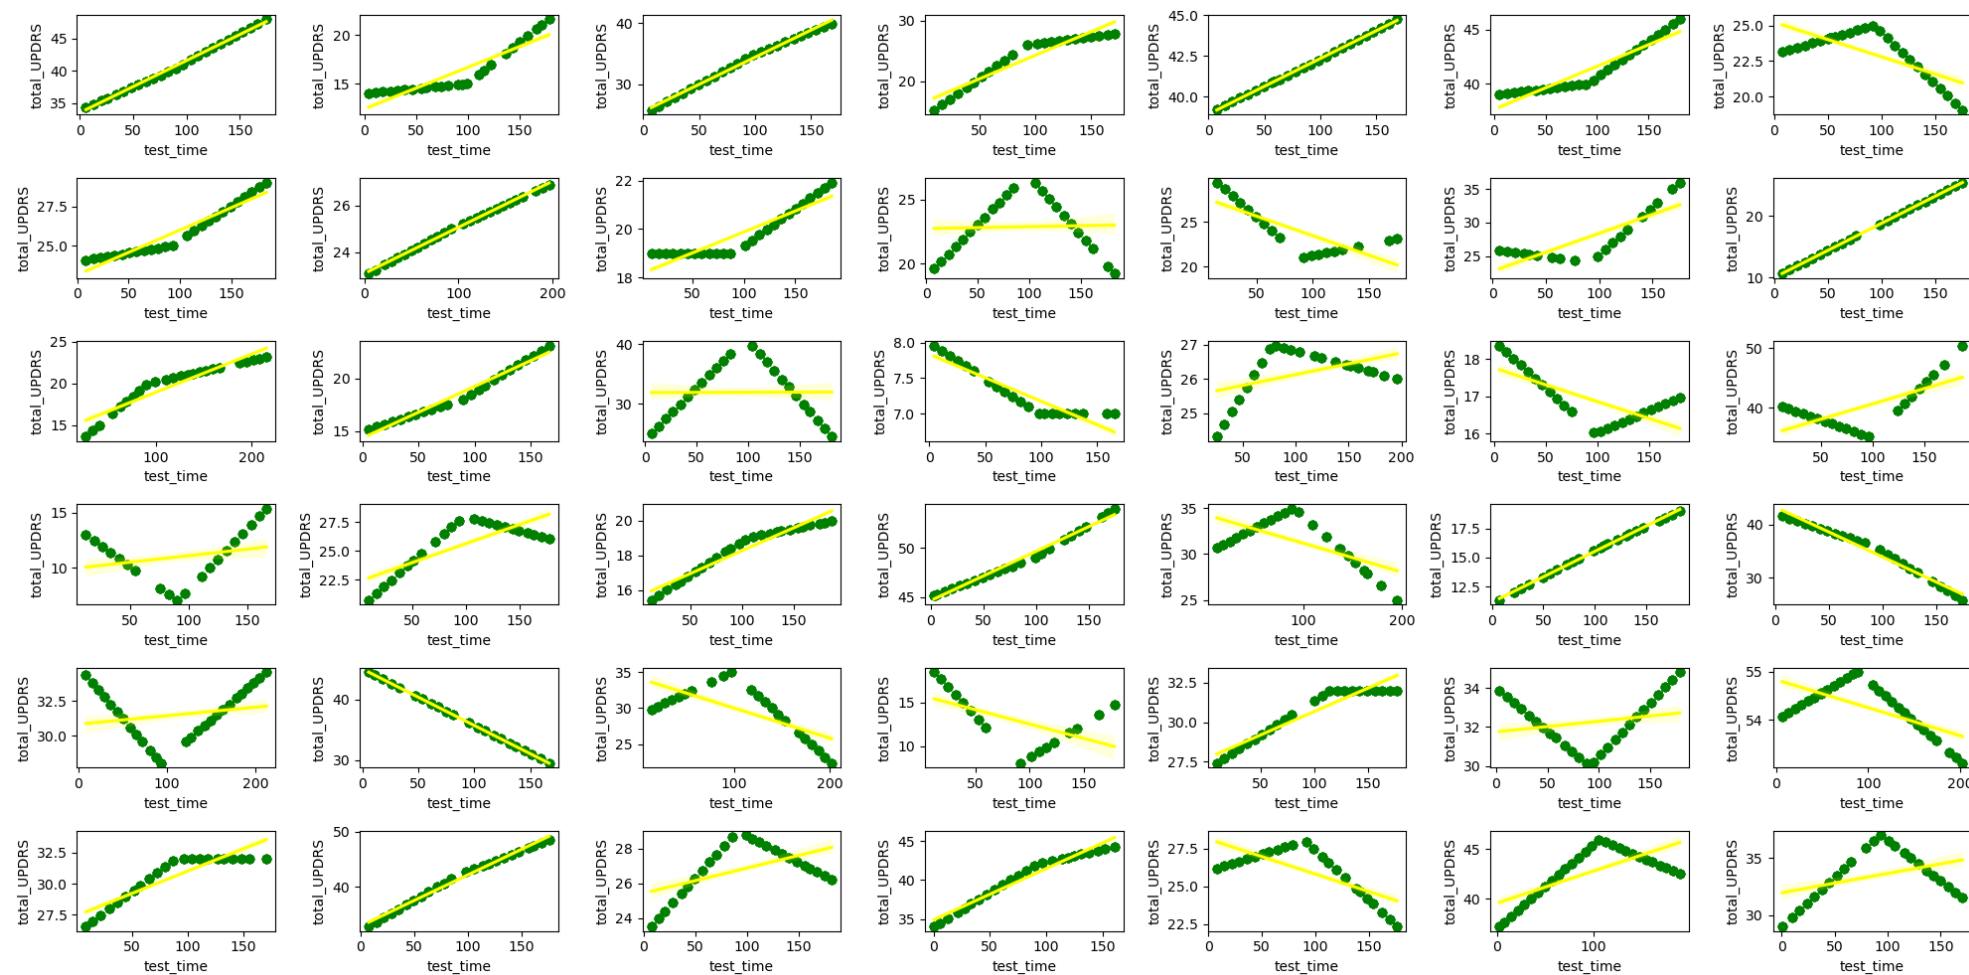 total_UPDRS
45
40
35
0 50 100 150
test_time
total_UPDRS
20
15
0 50 100 150
test_time
total_UPDRS
40
30
0 50 100 150
test_time
total_UPDRS
30
20
50 100 150
test_time
total_UPDRS
45.0
42.5
40.0
0 50 100 150
test_time
total_UPDRS
45
40
0 50 100 150
test_time
total_UPDRS
25.0
22.5
20.0
0 50 100 150
test_time
total_UPDRS
27.5
25.0
0 50 100 150
test_time
total_UPDRS
26
24
0 100 200
test_time
total_UPDRS
22
20
18
50 100 150
test_time
total_UPDRS
25
20
0 50 100 150
test_time
total_UPDRS
25
20
50 100 150
test_time
total_UPDRS
35
30
25
0 50 100 150
test_time
total_UPDRS
20
10
0 50 100 150
test_time
total_UPDRS
25
20
15
100 200
test_time
total_UPDRS
20
15
0 50 100 150
test_time
total_UPDRS
40
30
0 50 100 150
test_time
total_UPDRS
8.0
7.5
7.0
0 50 100 150
test_time
total_UPDRS
27
26
25
50 100 150 200
test_time
total_UPDRS
18
17
16
0 50 100 150
test_time
total_UPDRS
50
40
50 100 150
test_time
total_UPDRS
15
10
50 100 150
test_time
total_UPDRS
27.5
25.0
22.5
50 100 150
test_time
total_UPDRS
20
18
16
50 100 150
test_time
total_UPDRS
50
45
0 50 100 150
test_time
total_UPDRS
35
30
25
100 200
test_time
total_UPDRS
17.5
15.0
12.5
0 50 100 150
test_time
total_UPDRS
40
30
0 50 100 150
test_time
total_UPDRS
32.5
30.0
0 100 200
test_time
total_UPDRS
40
30
0 50 100 150
test_time
total_UPDRS
35
30
25
100 200
test_time
total_UPDRS
15
10
50 100 150
test_time
total_UPDRS
32.5
30.0
27.5
50 100 150
test_time
total_UPDRS
34
32
30
0 50 100 150
test_time
total_UPDRS
55
54
0 100 200
test_time
total_UPDRS
32.5
30.0
27.5
0 50 100 150
test_time
total_UPDRS
50
40
0 50 100 150
test_time
total_UPDRS
28
26
24
0 50 100 150
test_time
total_UPDRS
45
40
35
0 50 100 150
test_time
total_UPDRS
27.5
25.0
22.5
0 50 100 150
test_time
total_UPDRS
45
40
0 100
test_time
total_UPDRS
35
30
0 50 100 150
test_time